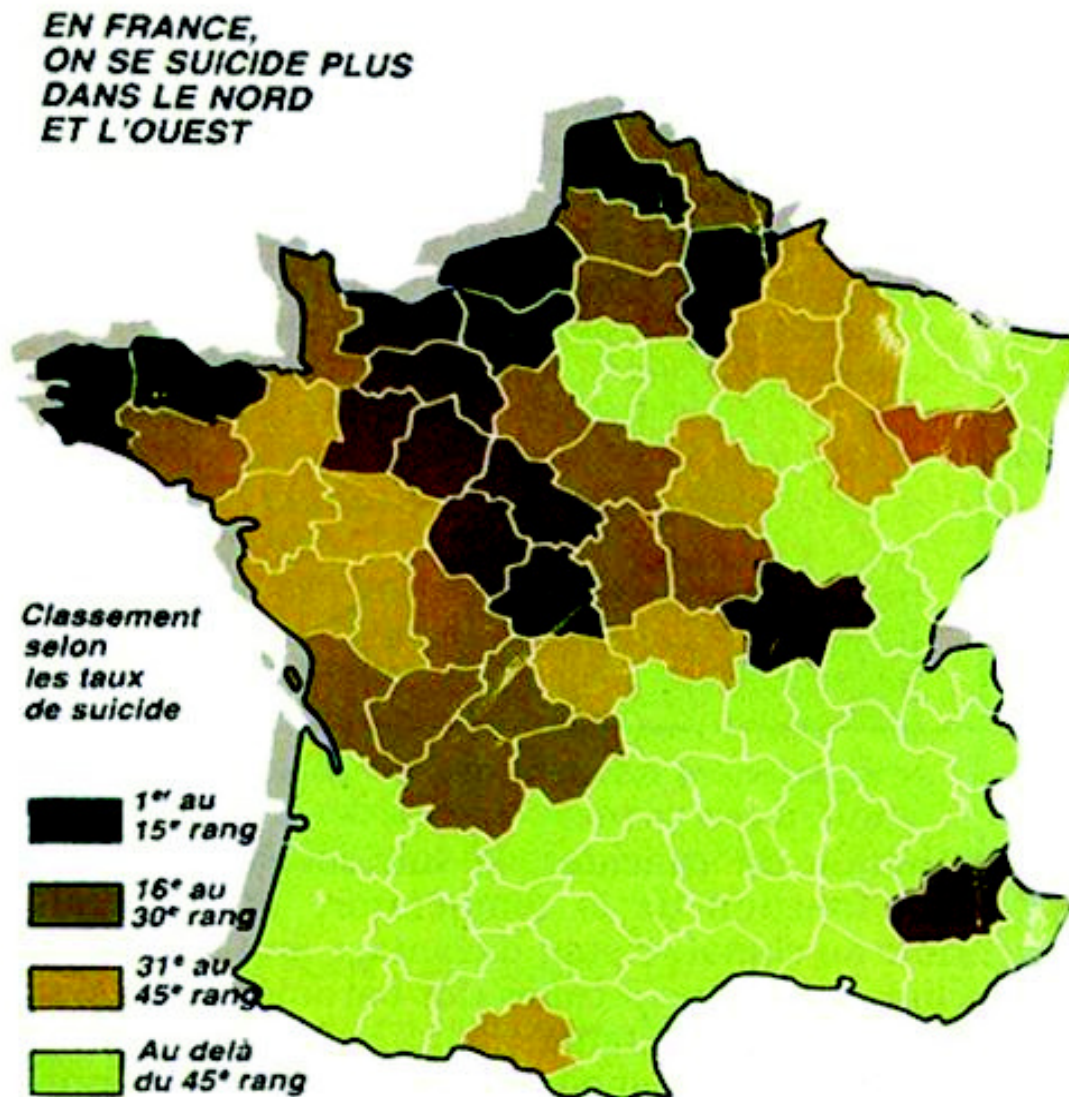 EN FRANCE,
ON SE SUICIDE PLUS
DANS LE NORD
ET L'OUEST
Classement
selon
les taux
de suicide
1er au
15e rang
16e au
30e rang
31e au
45e rang
Au delà
du 45e rang